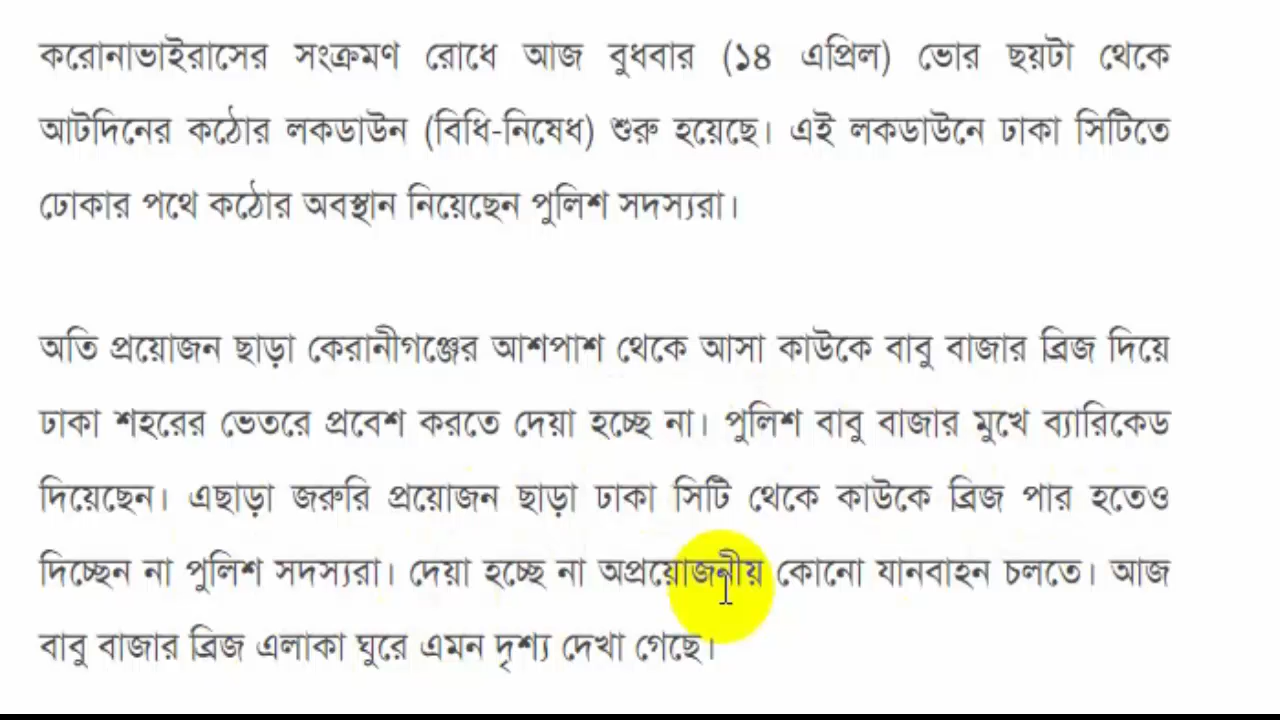 করোনাভাইরাসের সংক্রমণ রোধে আজ বুধবার (১৪ এপ্রিল) ভোর ছয়টা থেকে
আটদিনের কঠোর লকডাউন (বিধি-নিষেধ) শুরু হয়েছে। এই লকডাউনে ঢাকা সিটিতে
ঢোকার পথে কঠোর অবস্থান নিয়েছেন পুলিশ সদস্যরা।
অতি প্রয়োজন ছাড়া কেরানীগঞ্জের আশপাশ থেকে আসা কাউকে বাবু বাজার ব্রিজ দিয়ে
ঢাকা শহরের ভেতরে প্রবেশ করতে দেয়া হচ্ছে না। পুলিশ বাবু বাজার মুখে ব্যারিকেড
দিয়েছেন। এছাড়া জরুরি প্রয়োজন ছাড়া ঢাকা সিটি থেকে কাউকে ব্রিজ পার হতেও
দিচ্ছেন না পুলিশ সদস্যরা। দেয়া হচ্ছে না অপ্রয়োজনীয় কোনো যানবাহন চলতে। আজ
বাবু বাজার ব্রিজ এলাকা ঘুরে এমন দৃশ্য দেখা গেছে।